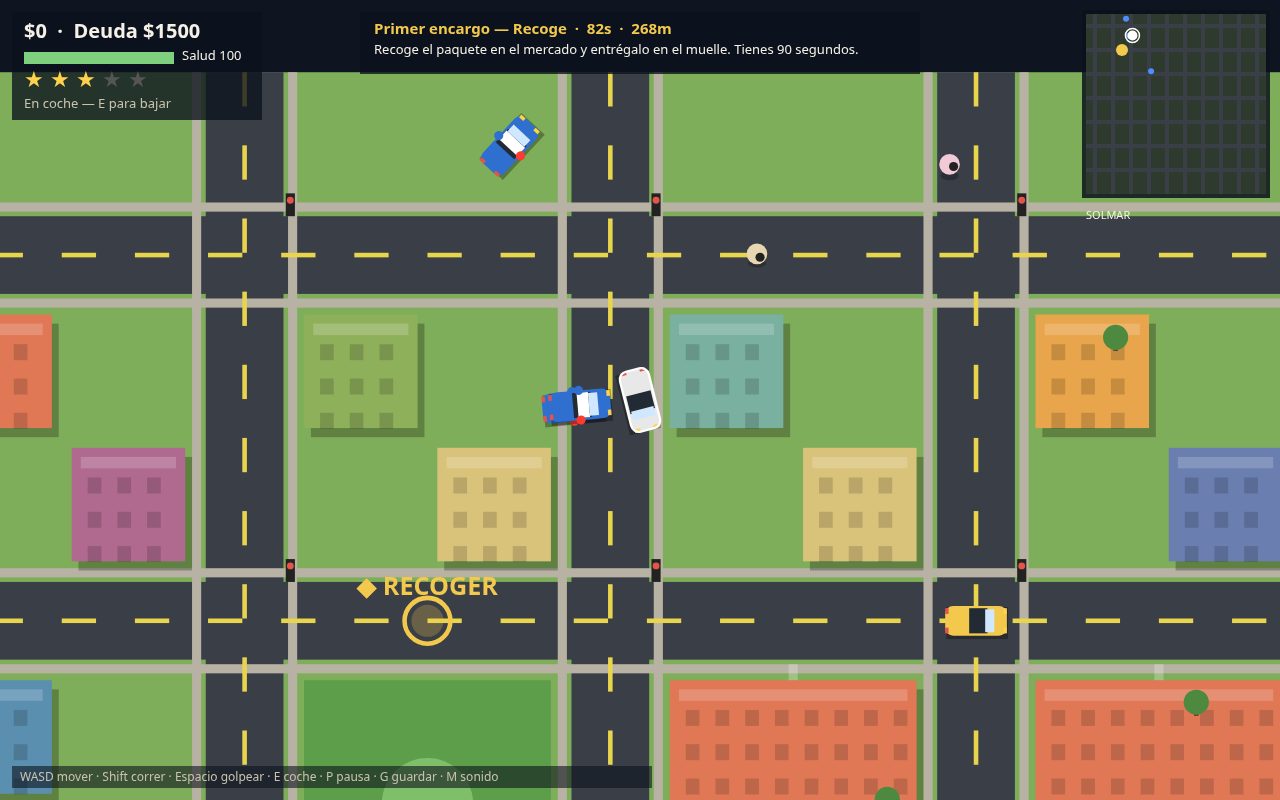 $0 · Deuda $1500
Salud 100
En coche — E para bajar
Primer encargo — Recoge · 82s · 268m
Recoge el paquete en el mercado y entrégalo en el muelle. Tienes 90 segundos.
SOLMAR
◆ RECOGER
WASD mover · Shift correr · Espacio golpear · E coche · P pausa · G guardar · M sonido